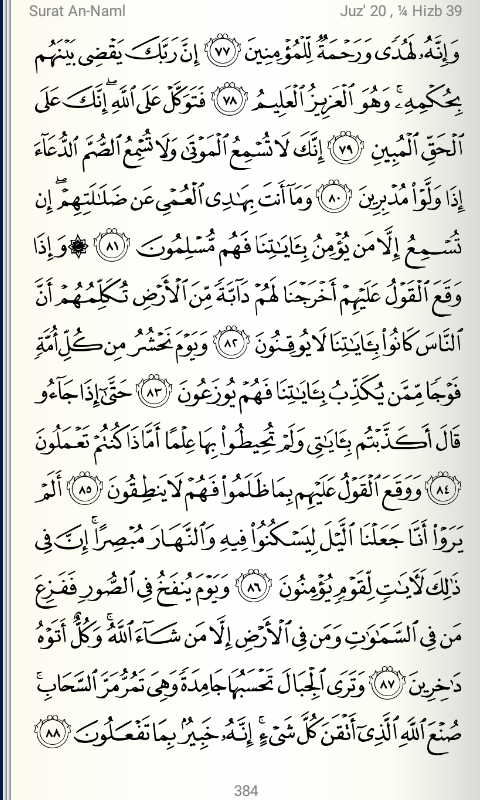 Surat An-Naml Juz' 20 , ¼ Hizb 39
وَإِنَّهُۥ لَهُدًى وَرَحْمَةٌ لِّلْمُؤْمِنِينَ ٧٧ إِنَّ رَبَّكَ يَقْضِى بَيْنَهُم
بِحُكْمِهِۦ ۚ وَهُوَ ٱلْعَزِيزُ ٱلْعَلِيمُ ٧٨ فَتَوَكَّلْ عَلَى ٱللَّهِ ۖ إِنَّكَ عَلَى
ٱلْحَقِّ ٱلْمُبِينِ ٧٩ إِنَّكَ لَا تُسْمِعُ ٱلْمَوْتَىٰ وَلَا تُسْمِعُ ٱلصُّمَّ ٱلدُّعَآءَ
إِذَا وَلَّوْا۟ مُدْبِرِينَ ٨٠ وَمَآ أَنتَ بِهَٰدِى ٱلْعُمْىِ عَن ضَلَٰلَتِهِمْ ۖ إِن
تُسْمِعُ إِلَّا مَن يُؤْمِنُ بِـَٔايَٰتِنَا فَهُم مُّسْلِمُونَ ٨١ ۞ وَإِذَا
وَقَعَ ٱلْقَوْلُ عَلَيْهِمْ أَخْرَجْنَا لَهُمْ دَآبَّةً مِّنَ ٱلْأَرْضِ تُكَلِّمُهُمْ أَنَّ
ٱلنَّاسَ كَانُوا۟ بِـَٔايَٰتِنَا لَا يُوقِنُونَ ٨٢ وَيَوْمَ نَحْشُرُ مِن كُلِّ أُمَّةٍ
فَوْجًا مِّمَّن يُكَذِّبُ بِـَٔايَٰتِنَا فَهُمْ يُوزَعُونَ ٨٣ حَتَّىٰٓ إِذَا جَآءُو
قَالَ أَكَذَّبْتُم بِـَٔايَٰتِى وَلَمْ تُحِيطُوا۟ بِهَا عِلْمًا أَمَّاذَا كُنتُمْ تَعْمَلُونَ
٨٤ وَوَقَعَ ٱلْقَوْلُ عَلَيْهِم بِمَا ظَلَمُوا۟ فَهُمْ لَا يَنطِقُونَ ٨٥ أَلَمْ
يَرَوْا۟ أَنَّا جَعَلْنَا ٱلَّيْلَ لِيَسْكُنُوا۟ فِيهِ وَٱلنَّهَارَ مُبْصِرًا ۚ إِنَّ فِى
ذَٰلِكَ لَـَٔايَٰتٍ لِّقَوْمٍ يُؤْمِنُونَ ٨٦ وَيَوْمَ يُنفَخُ فِى ٱلصُّورِ فَفَزِعَ
مَن فِى ٱلسَّمَٰوَٰتِ وَمَن فِى ٱلْأَرْضِ إِلَّا مَن شَآءَ ٱللَّهُ ۚ وَكُلٌّ أَتَوْهُ
دَٰخِرِينَ ٨٧ وَتَرَى ٱلْجِبَالَ تَحْسَبُهَا جَامِدَةً وَهِىَ تَمُرُّ مَرَّ ٱلسَّحَابِ ۚ
صُنْعَ ٱللَّهِ ٱلَّذِىٓ أَتْقَنَ كُلَّ شَىْءٍ ۚ إِنَّهُۥ خَبِيرٌۢ بِمَا تَفْعَلُونَ ٨٨
384